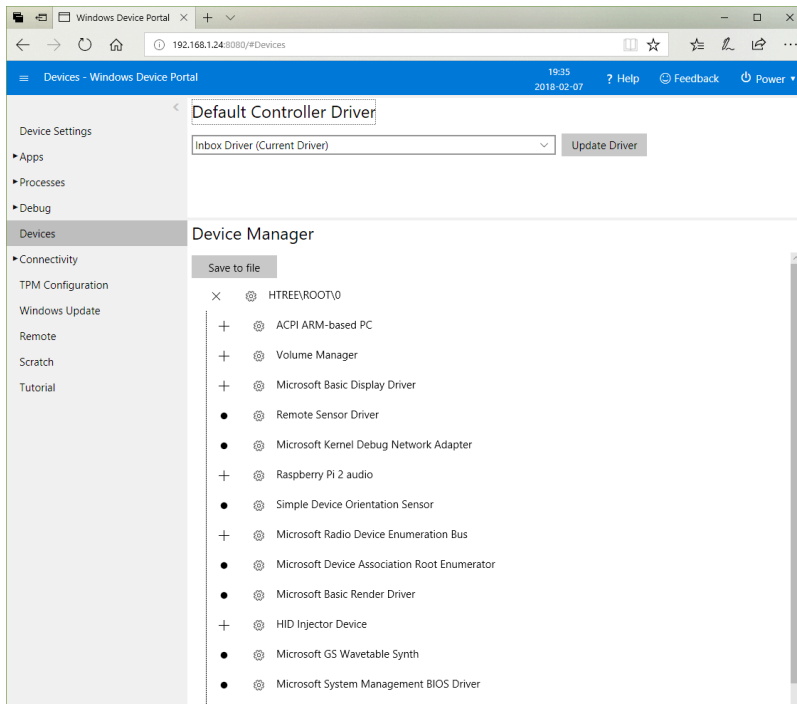 Windows Device Portal
192.168.1.24:8080/#Devices
Devices - Windows Device Portal
19:35
2018-02-07
? Help
Feedback
Power
Device Settings
Apps
Processes
Debug
Devices
Connectivity
TPM Configuration
Windows Update
Remote
Scratch
Tutorial
Default Controller Driver
Inbox Driver (Current Driver)
Update Driver
Device Manager
Save to file
HTREE\ROOT\0
ACPI ARM-based PC
Volume Manager
Microsoft Basic Display Driver
Remote Sensor Driver
Microsoft Kernel Debug Network Adapter
Raspberry Pi 2 audio
Simple Device Orientation Sensor
Microsoft Radio Device Enumeration Bus
Microsoft Device Association Root Enumerator
Microsoft Basic Render Driver
HID Injector Device
Microsoft GS Wavetable Synth
Microsoft System Management BIOS Driver